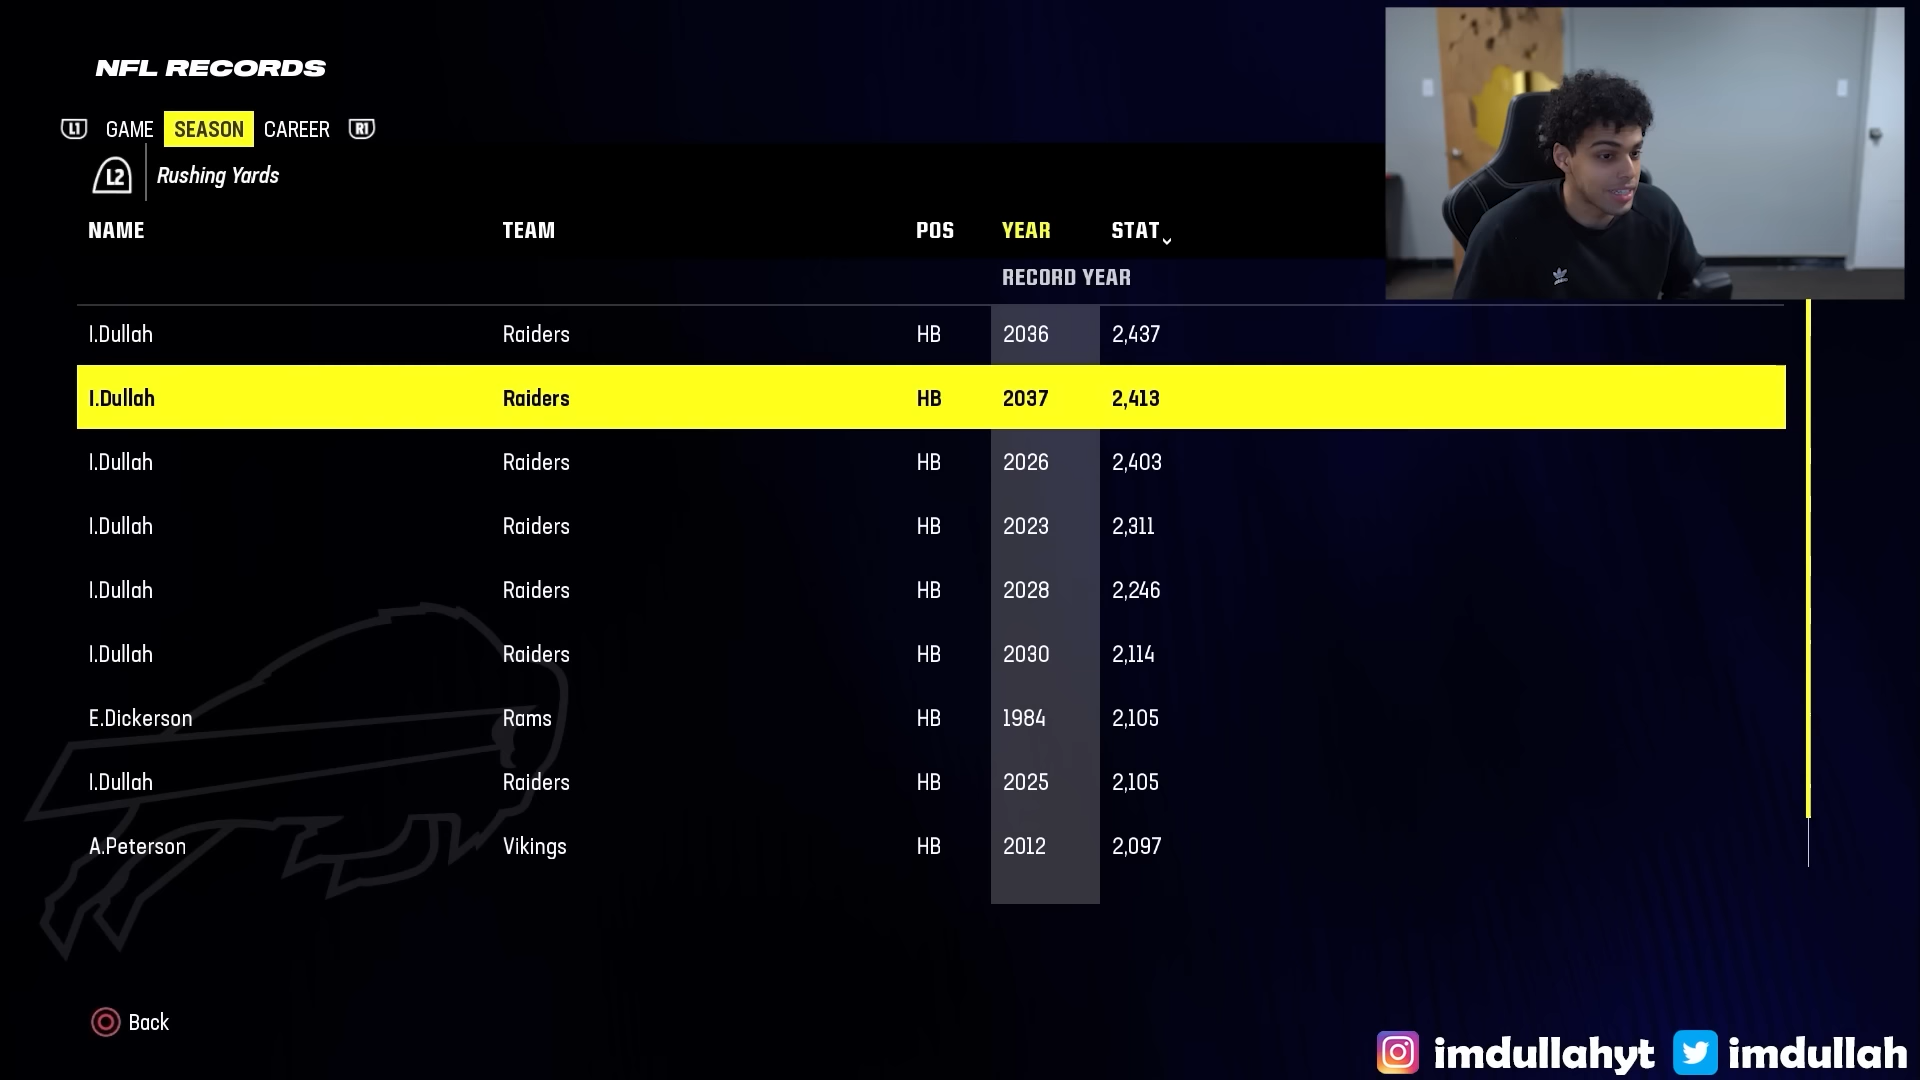 NFL RECORDS
L1 GAME SEASON CAREER R1
L2 Rushing Yards
NAME TEAM POS YEAR STAT
RECORD YEAR
I.Dullah Raiders HB 2036 2,437
I.Dullah Raiders HB 2037 2,413
I.Dullah Raiders HB 2026 2,403
I.Dullah Raiders HB 2023 2,311
I.Dullah Raiders HB 2028 2,246
I.Dullah Raiders HB 2030 2,114
E.Dickerson Rams HB 1984 2,105
I.Dullah Raiders HB 2025 2,105
A.Peterson Vikings HB 2012 2,097
Back
imdullahyt imdullah